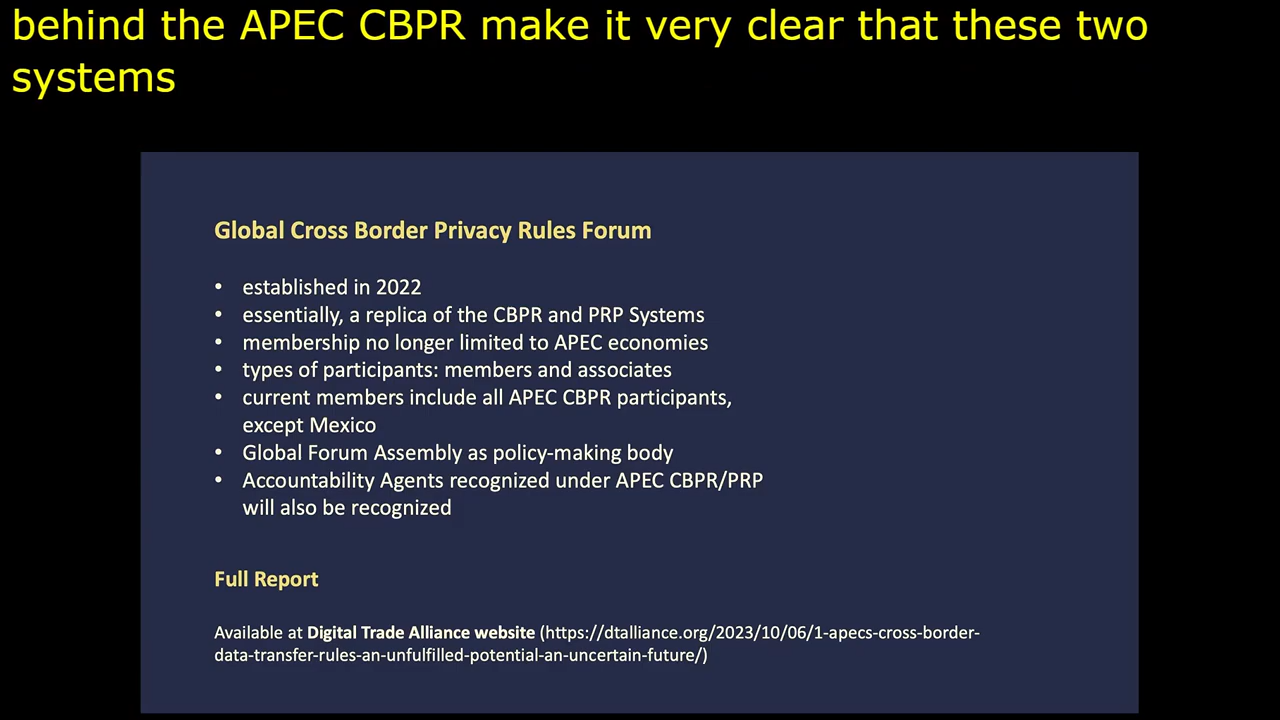 behind the APEC CBPR make it very clear that these two
systems
Global Cross Border Privacy Rules Forum
• established in 2022
• essentially, a replica of the CBPR and PRP Systems
• membership no longer limited to APEC economies
• types of participants: members and associates
• current members include all APEC CBPR participants,
except Mexico
• Global Forum Assembly as policy-making body
• Accountability Agents recognized under APEC CBPR/PRP
will also be recognized
Full Report
Available at Digital Trade Alliance website (https://dtalliance.org/2023/10/06/1-apecs-cross-border-
data-transfer-rules-an-unfulfilled-potential-an-uncertain-future/)